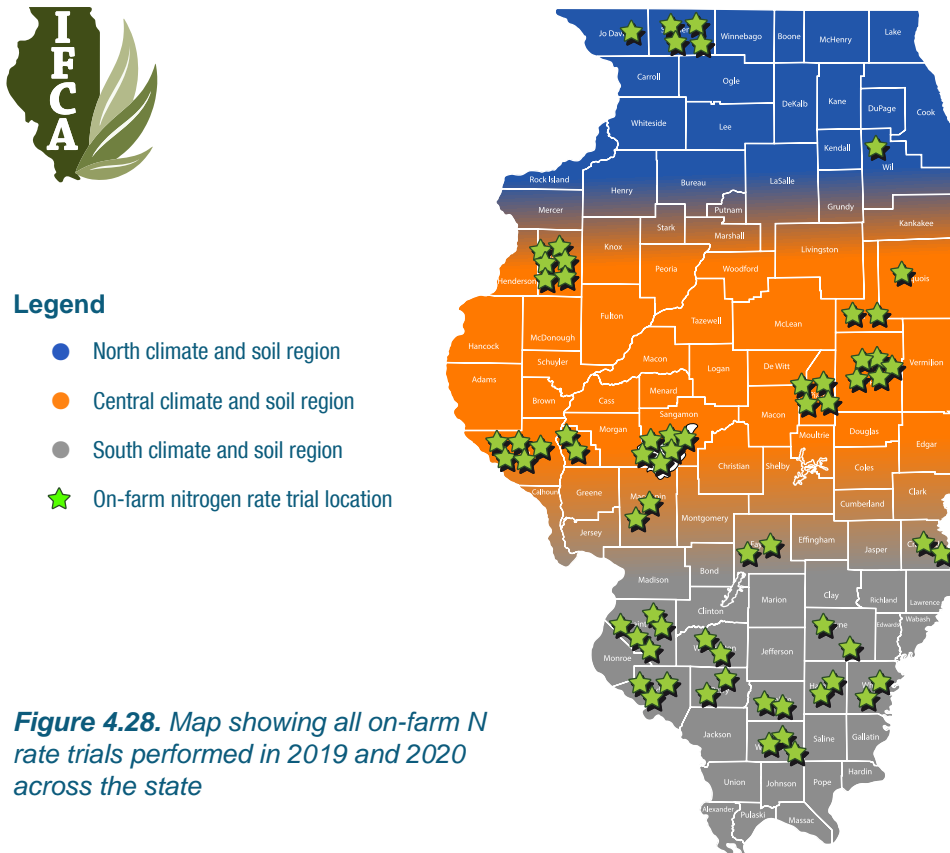 IFCA
Legend
North climate and soil region
Central climate and soil region
South climate and soil region
On-farm nitrogen rate trial location
Figure 4.28. Map showing all on-farm N
rate trials performed in 2019 and 2020
across the state
Winnebago
Boone
McHenry
Lake
Carroll
Ogle
DeKalb
Kane
DuPage
Cook
Whiteside
Lee
Kendall
Rock Island
Henry
Bureau
LaSalle
Grundy
Mercer
Putnam
Kankakee
Stark
Marshall
Knox
Peoria
Livingston
Henderson
Woodford
Fulton
Tazewell
McLean
Hancock
McDonough
Schuyler
Macon
Logan
De Witt
Vermilion
Adams
Brown
Cass
Menard
Sangamon
Macon
Morgan
Moultrie
Douglas
Edgar
Christian
Shelby
Coles
Calhoun
Greene
Clark
Cumberland
Montgomery
Jersey
Effingham
Jasper
Madison
Bond
Marion
Clay
Richland
Lawrence
Clinton
Edwards
Wabash
Monroe
Jefferson
Jackson
Saline
Gallatin
Union
Johnson
Pope
Hardin
Alexander
Pulaski
Massac